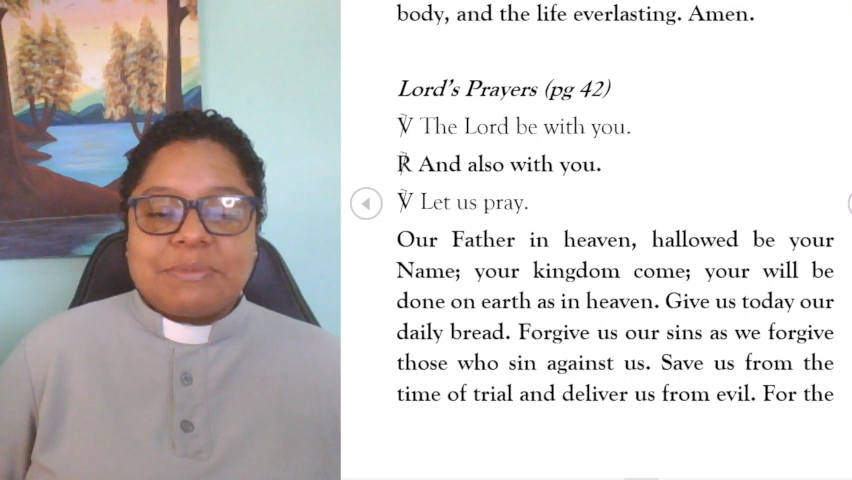 body, and the life everlasting. Amen.
Lord's Prayers (pg 42)
℣ The Lord be with you.
℟ And also with you.
℣ Let us pray.
Our Father in heaven, hallowed be your
Name; your kingdom come; your will be
done on earth as in heaven. Give us today our
daily bread. Forgive us our sins as we forgive
those who sin against us. Save us from the
time of trial and deliver us from evil. For the